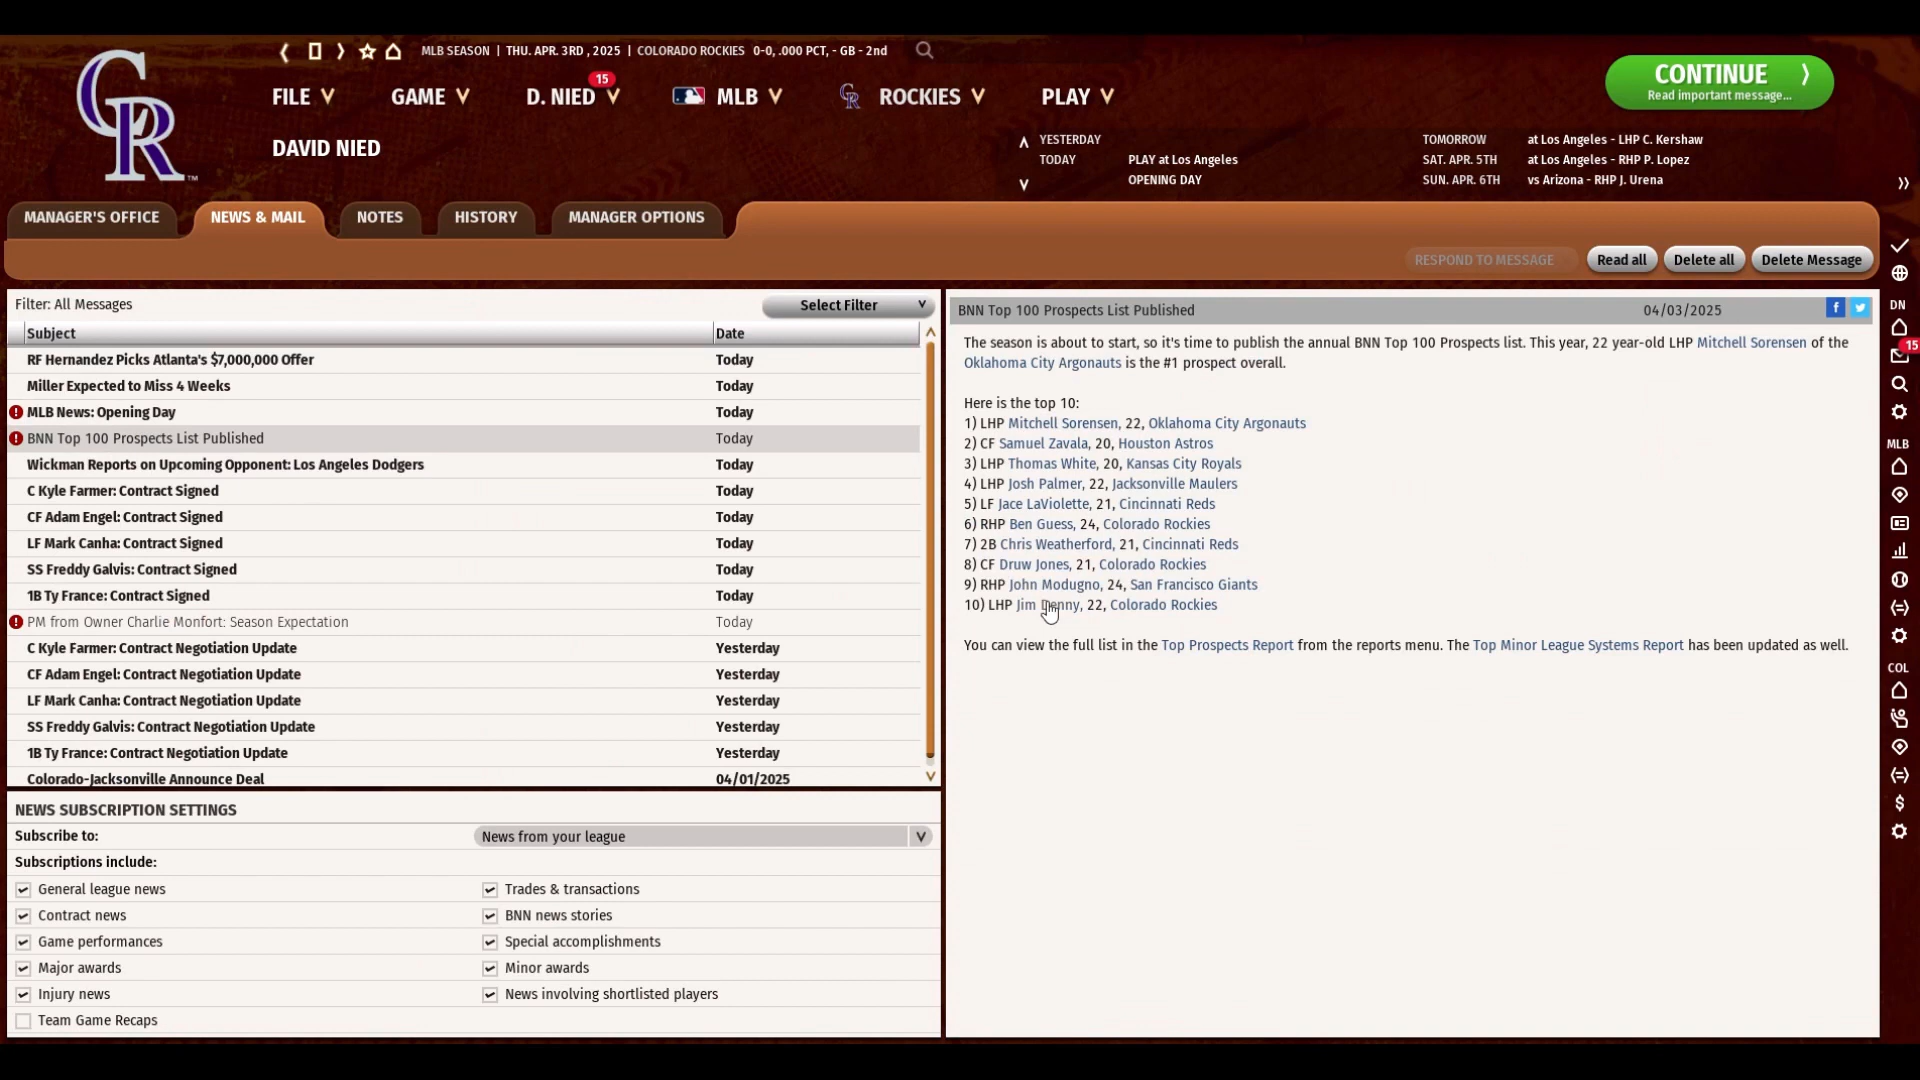 MLB SEASON | THU. APR. 3RD , 2025 | COLORADO ROCKIES 0-0, .000 PCT, - GB - 2nd
FILE GAME D. NIED 15 MLB ROCKIES PLAY
CONTINUE
Read important message...
DAVID NIED
YESTERDAY
TODAY PLAY at Los Angeles
OPENING DAY
TOMORROW at Los Angeles - LHP C. Kershaw
SAT. APR. 5TH at Los Angeles - RHP P. Lopez
SUN. APR. 6TH vs Arizona - RHP J. Urena
MANAGER'S OFFICE NEWS & MAIL NOTES HISTORY MANAGER OPTIONS
RESPOND TO MESSAGE Read all Delete all Delete Message
Filter: All Messages Select Filter
Subject Date
RF Hernandez Picks Atlanta's $7,000,000 Offer Today
Miller Expected to Miss 4 Weeks Today
MLB News: Opening Day Today
BNN Top 100 Prospects List Published Today
Wickman Reports on Upcoming Opponent: Los Angeles Dodgers Today
C Kyle Farmer: Contract Signed Today
CF Adam Engel: Contract Signed Today
LF Mark Canha: Contract Signed Today
SS Freddy Galvis: Contract Signed Today
1B Ty France: Contract Signed Today
PM from Owner Charlie Monfort: Season Expectation Today
C Kyle Farmer: Contract Negotiation Update Yesterday
CF Adam Engel: Contract Negotiation Update Yesterday
LF Mark Canha: Contract Negotiation Update Yesterday
SS Freddy Galvis: Contract Negotiation Update Yesterday
1B Ty France: Contract Negotiation Update Yesterday
Colorado-Jacksonville Announce Deal 04/01/2025
NEWS SUBSCRIPTION SETTINGS
Subscribe to: News from your league
Subscriptions include:
General league news Trades & transactions
Contract news BNN news stories
Game performances Special accomplishments
Major awards Minor awards
Injury news News involving shortlisted players
Team Game Recaps
BNN Top 100 Prospects List Published 04/03/2025
The season is about to start, so it's time to publish the annual BNN Top 100 Prospects list. This year, 22 year-old LHP Mitchell Sorensen of the
Oklahoma City Argonauts is the #1 prospect overall.
Here is the top 10:
1) LHP Mitchell Sorensen, 22, Oklahoma City Argonauts
2) CF Samuel Zavala, 20, Houston Astros
3) LHP Thomas White, 20, Kansas City Royals
4) LHP Josh Palmer, 22, Jacksonville Maulers
5) LF Jace LaViolette, 21, Cincinnati Reds
6) RHP Ben Guess, 24, Colorado Rockies
7) 2B Chris Weatherford, 21, Cincinnati Reds
8) CF Druw Jones, 21, Colorado Rockies
9) RHP John Modugno, 24, San Francisco Giants
10) LHP Jim 22, Colorado Rockies
You can view the full list in the Top Prospects Report from the reports menu. The Top Minor League Systems Report has been updated as well.
DN
15
MLB
COL